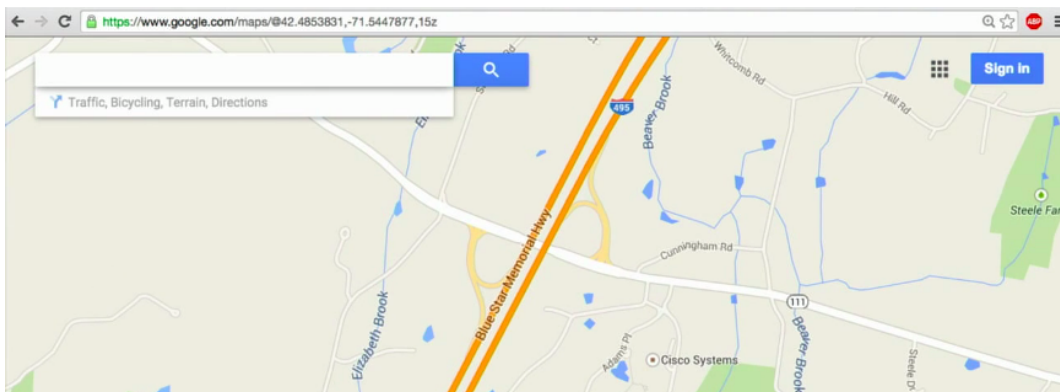 https://www.google.com/maps/@42.4853831,-71.5447877,15z
ABP
Sign in
Traffic, Bicycling, Terrain, Directions
Whitcomb Rd
Hill Rd
495
Beaver Brook
Steele Far
Blue Star Memorial Hwy
Cunningham Rd
111
Elizabeth Brook
Beaver Brook
Adams Pl
Cisco Systems
Steele